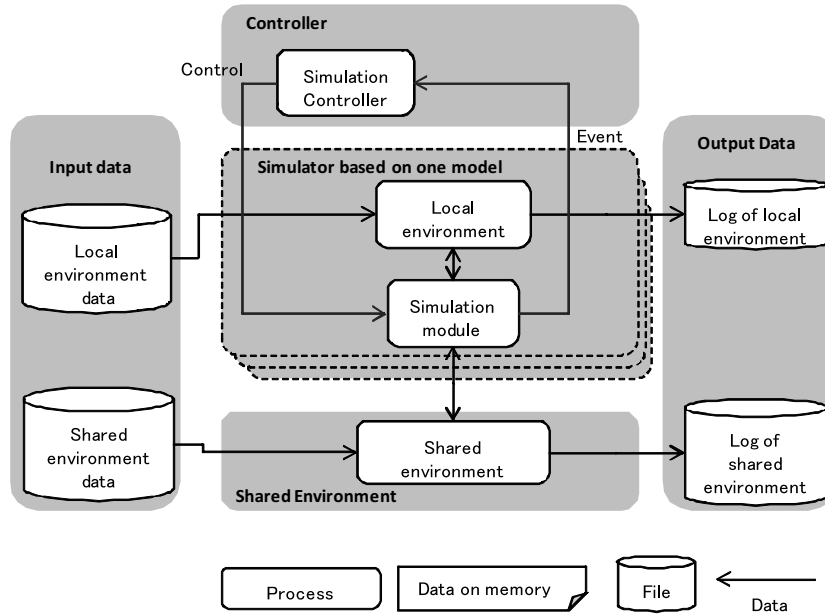 Controller
Control
Simulation
Controller
Event
Input data
Simulator based on one model
Output Data
Local
environment
data
Local
environment
Log of local
environment
Simulation
module
Shared
environment
data
Shared
environment
Log of
shared
environment
Shared Environment
Process
Data on memory
File
Data